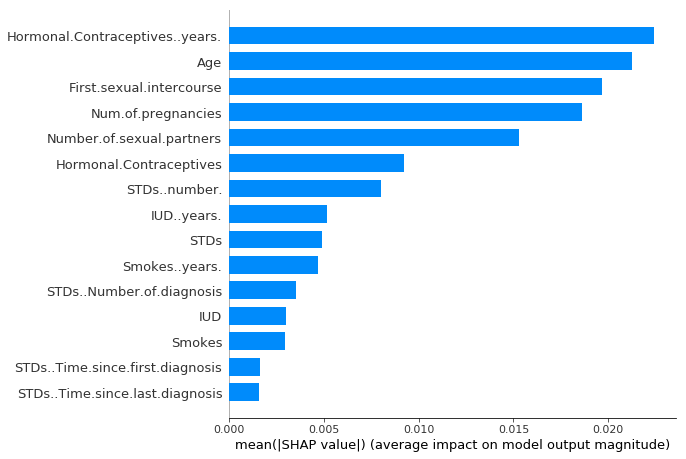 Hormonal.Contraceptives..years.
Age
First.sexual.intercourse
Num.of.pregnancies
Number.of.sexual.partners
Hormonal.Contraceptives
STDs..number.
IUD..years.
STDs
Smokes..years.
STDs..Number.of.diagnosis
IUD
Smokes
STDs..Time.since.first.diagnosis
STDs..Time.since.last.diagnosis
0.000 0.005 0.010 0.015 0.020
mean(|SHAP value|) (average impact on model output magnitude)